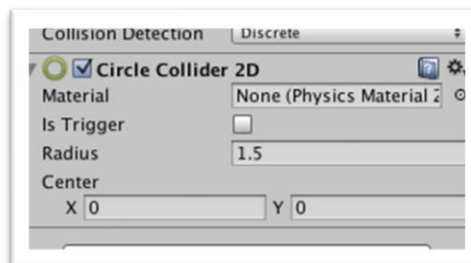 Collision Detection Discrete
Circle Collider 2D
Material None (Physics Material 2
Is Trigger
Radius 1.5
Center
X 0 Y 0